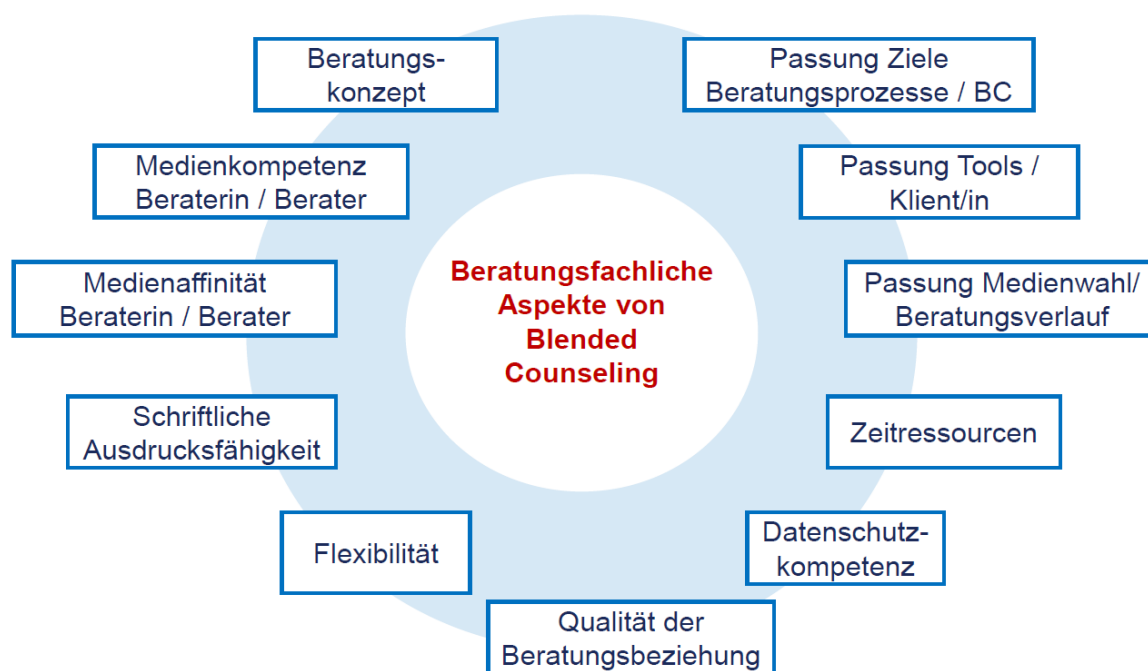 Beratungs-
konzept
Passung Ziele
Beratungsprozesse / BC
Medienkompetenz
Beraterin / Berater
Passung Tools /
Klient/in
Medienaffinität
Beraterin / Berater
Beratungsfachliche
Aspekte von
Blended
Counseling
Passung Medienwahl/
Beratungsverlauf
Schriftliche
Ausdrucksfähigkeit
Zeitressourcen
Flexibilität
Datenschutz-
kompetenz
Qualität der
Beratungsbeziehung